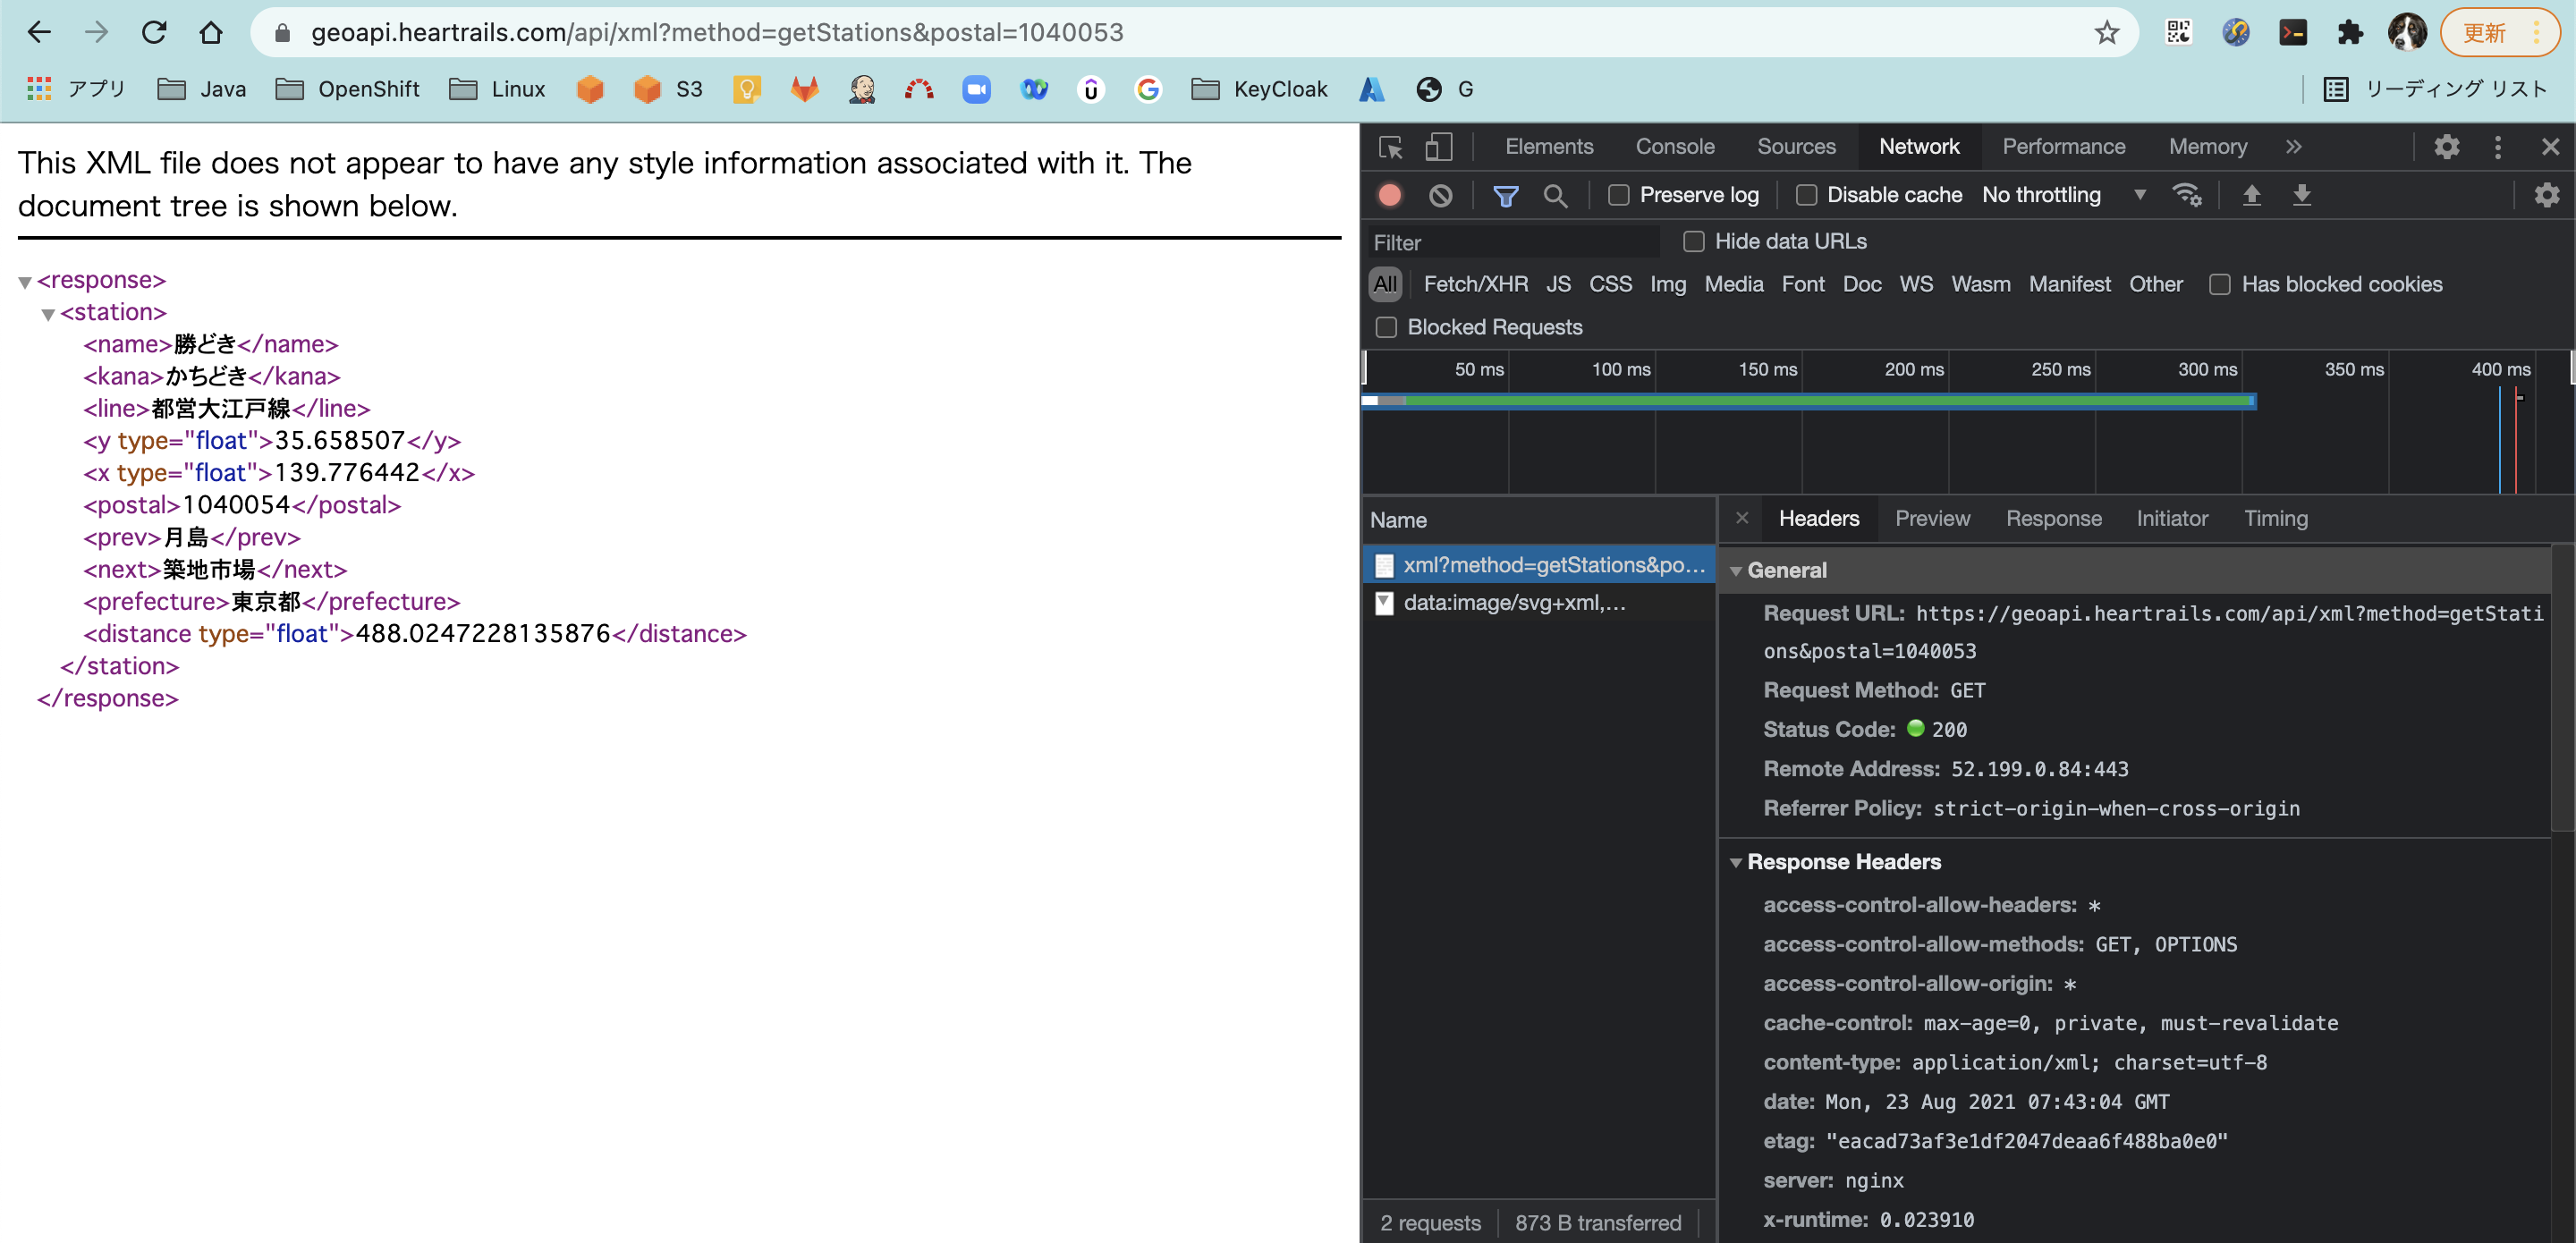 geoapi.heartrails.com/api/xml?method=getStations&postal=1040053
更新
アプリ Java OpenShift Linux S3 KeyCloak G リーディング リスト
This XML file does not appear to have any style information associated with it. The
document tree is shown below.
<response>
<station>
<name>勝どき</name>
<kana>かちどき</kana>
<line>都営大江戸線</line>
<y type="float">35.658507</y>
<x type="float">139.776442</x>
<postal>1040054</postal>
<prev>月島</prev>
<next>築地市場</next>
<prefecture>東京都</prefecture>
<distance type="float">488.0247228135876</distance>
</station>
</response>
Elements Console Sources Network Performance Memory
Preserve log Disable cache No throttling
Filter Hide data URLs
All Fetch/XHR JS CSS Img Media Font Doc WS Wasm Manifest Other Has blocked cookies
Blocked Requests
50 ms 100 ms 150 ms 200 ms 250 ms 300 ms 350 ms 400 ms
Name
xml?method=getStations&po...
data:image/svg+xml,...
2 requests 873 B transferred
Headers Preview Response Initiator Timing
General
Request URL: https://geoapi.heartrails.com/api/xml?method=getStati
ons&postal=1040053
Request Method: GET
Status Code: 200
Remote Address: 52.199.0.84:443
Referrer Policy: strict-origin-when-cross-origin
Response Headers
access-control-allow-headers: *
access-control-allow-methods: GET, OPTIONS
access-control-allow-origin: *
cache-control: max-age=0, private, must-revalidate
content-type: application/xml; charset=utf-8
date: Mon, 23 Aug 2021 07:43:04 GMT
etag: "eacad73af3e1df2047deaa6f488ba0e0"
server: nginx
x-runtime: 0.023910